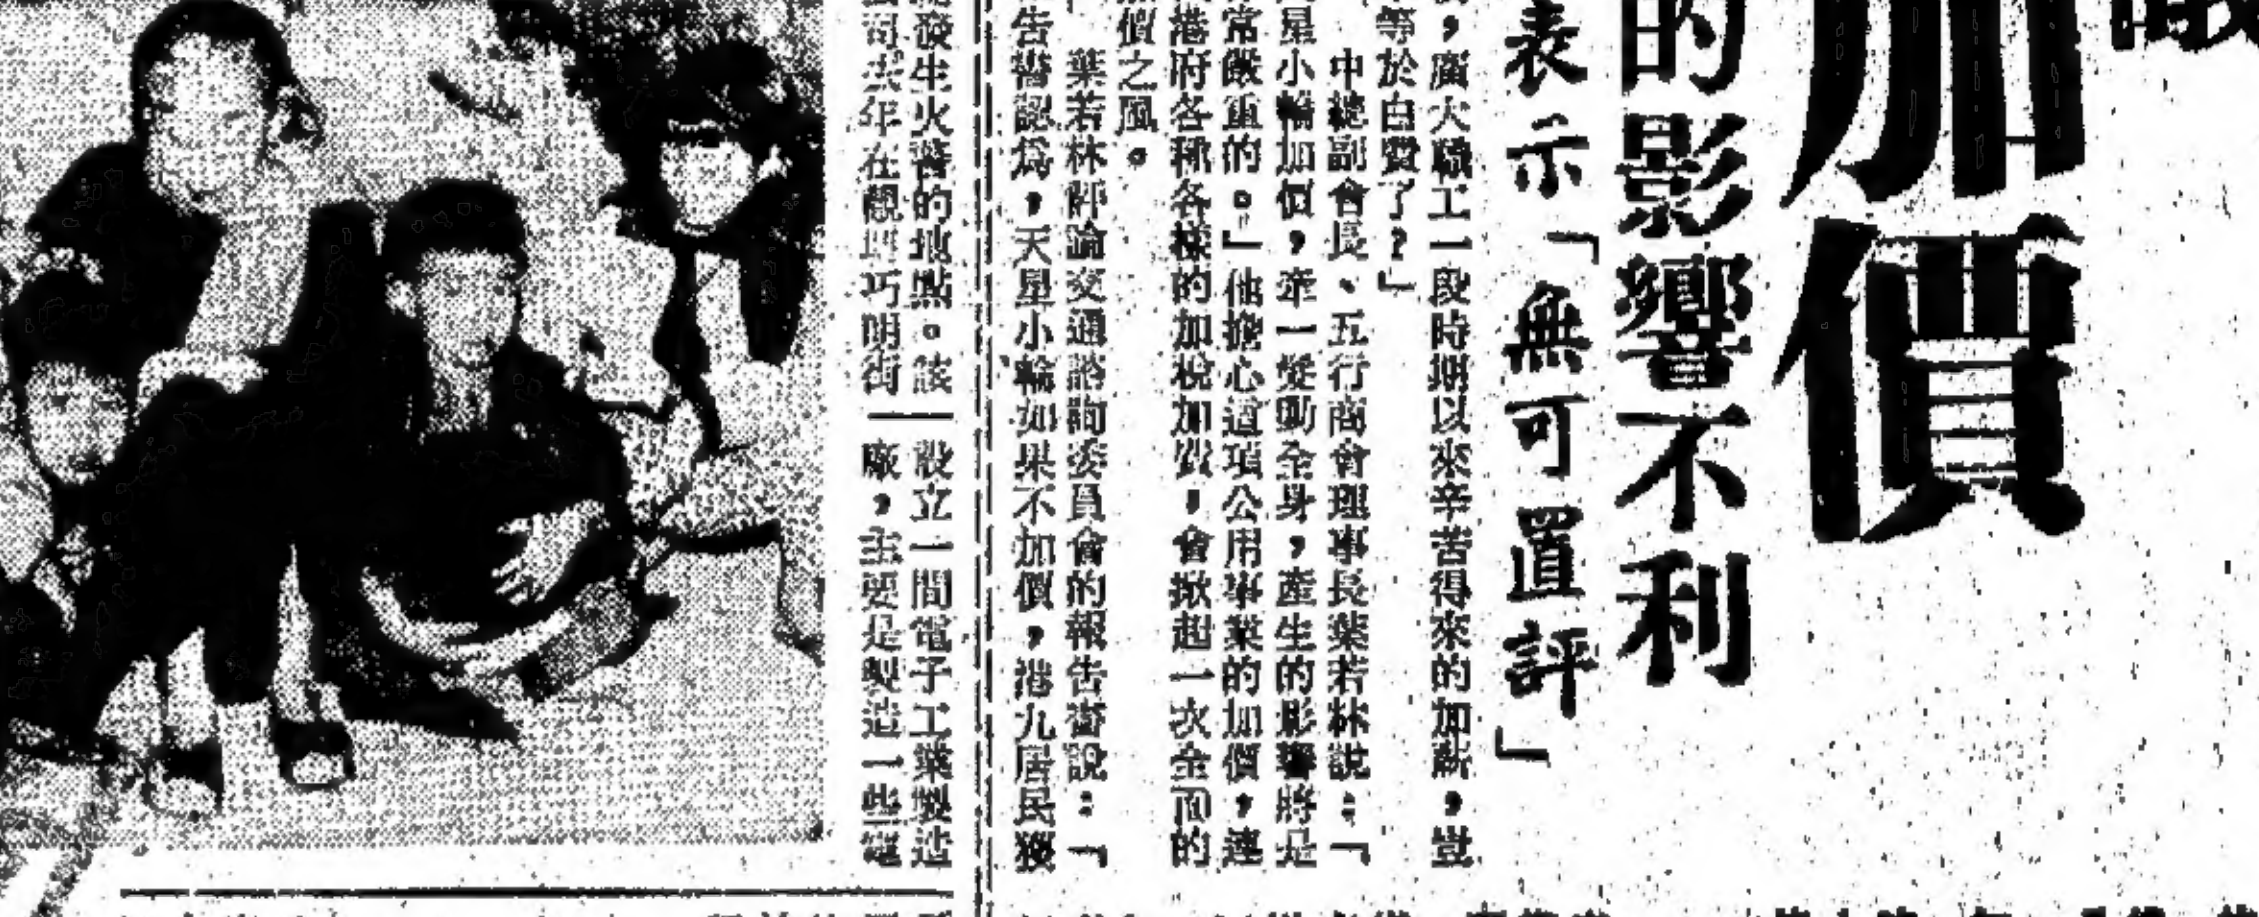 加價
的影響不利
表示「無可置評」
，廣大職工一段時期以來辛苦得來的加薪，豈
等於白費了？」
中總副會長、五行商會理事長葉若林說：「
星小輪加價，牽一髮動全身，產生的影響將是
常嚴重的。」他擔心這項公用事業的加價，連
港府各種各樣的加稅加費，會掀起一次全面的
價之風。
葉若林評論交通諮詢委員會的報告書說：「
告書認為，天星小輪如果不加價，港九居民獲
發生火警的地點。該
司去年在觀塘巧明街
設立一間電子工業製造
廠，主要是製造一些電